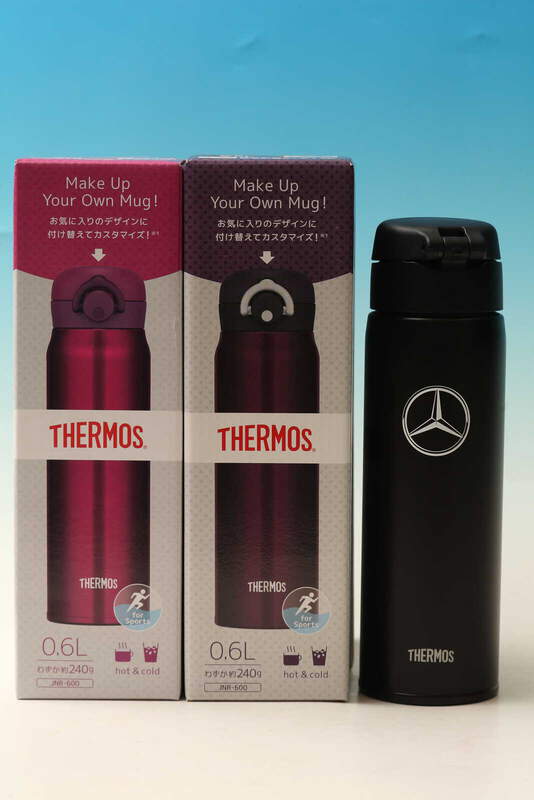 Make Up
Your Own Mug!
お気に入りのデザインに
付け替えてカスタマイズ!※1
THERMOS®
THERMOS
for
Sports
0.6L
わずか約240g
JNR-600
hot & cold
Make Up
Your Own Mug!
お気に入りのデザインに
付け替えてカスタマイズ!※1
THERMOS®
THERMOS
for
Sports
0.6L
わずか約240g
JNR-600
hot & cold
THERMOS